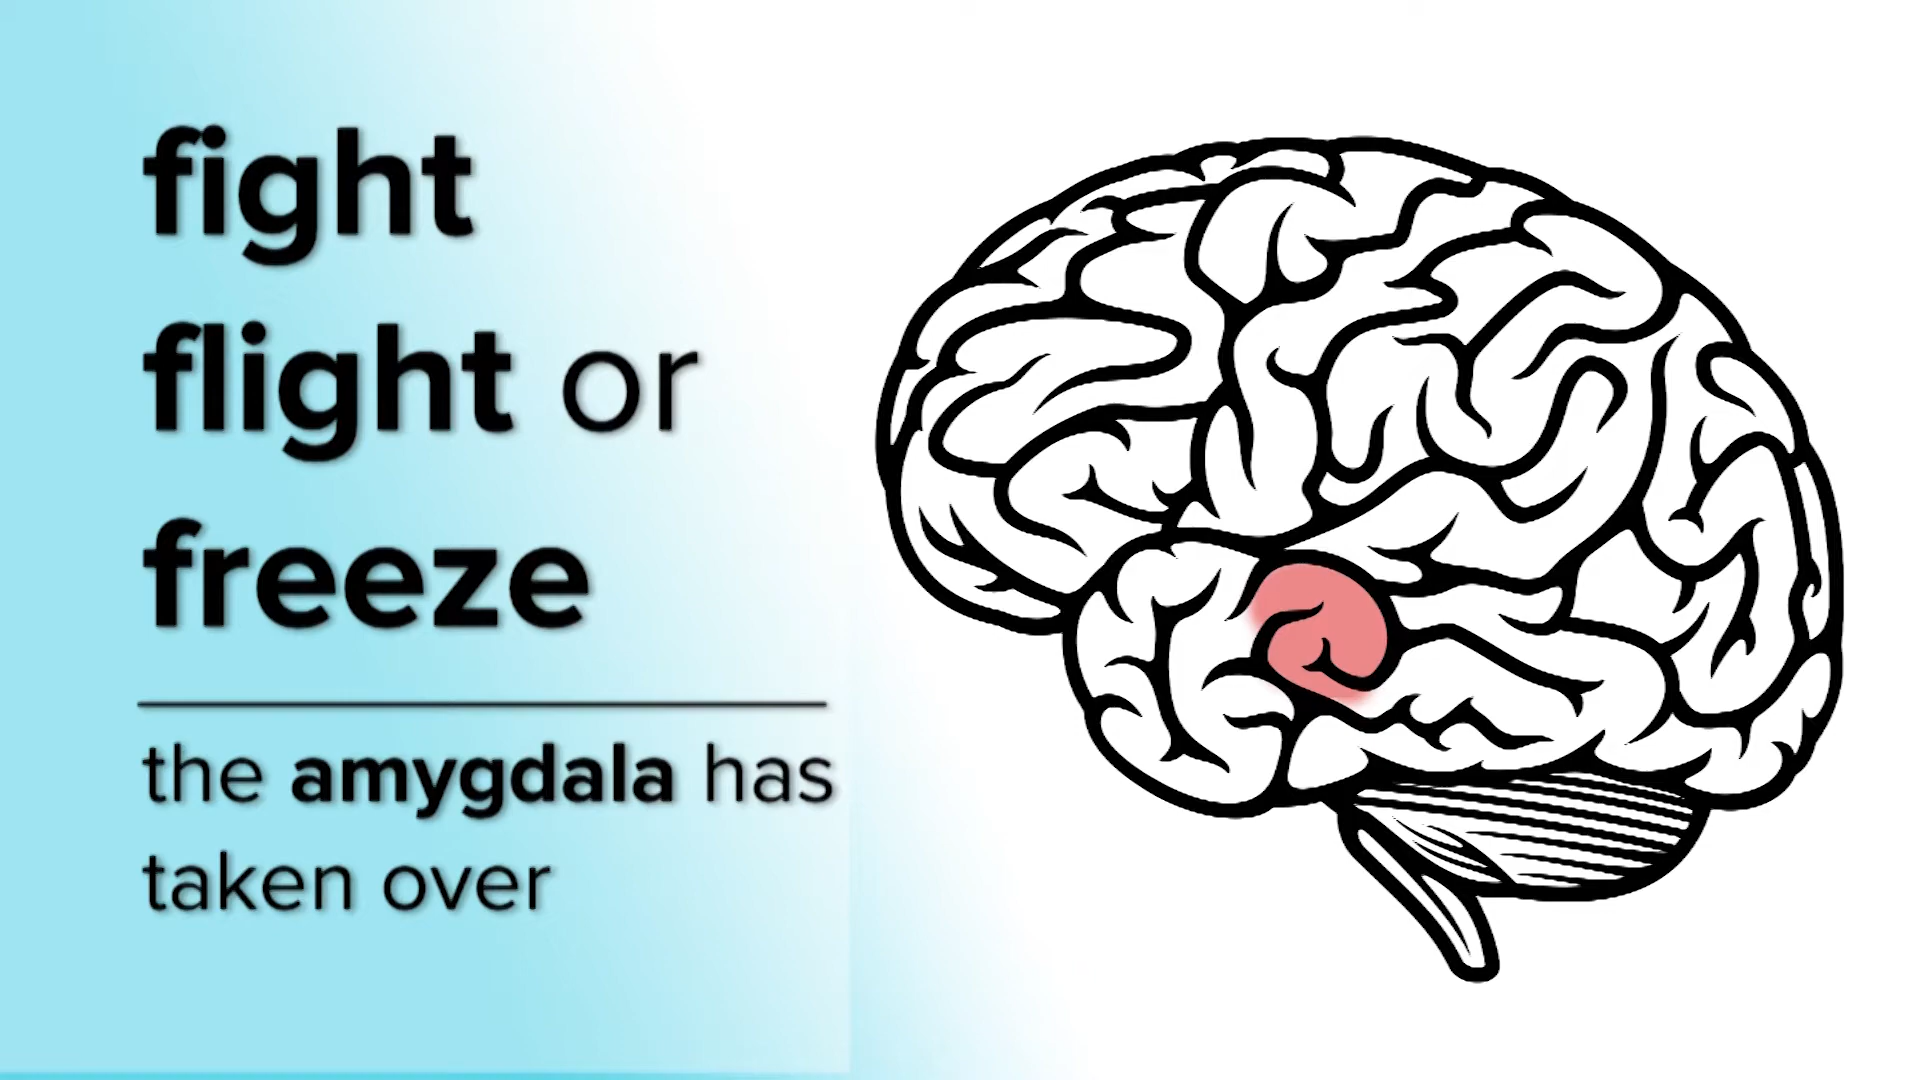 fight
flight or
freeze
the amygdala has
taken over